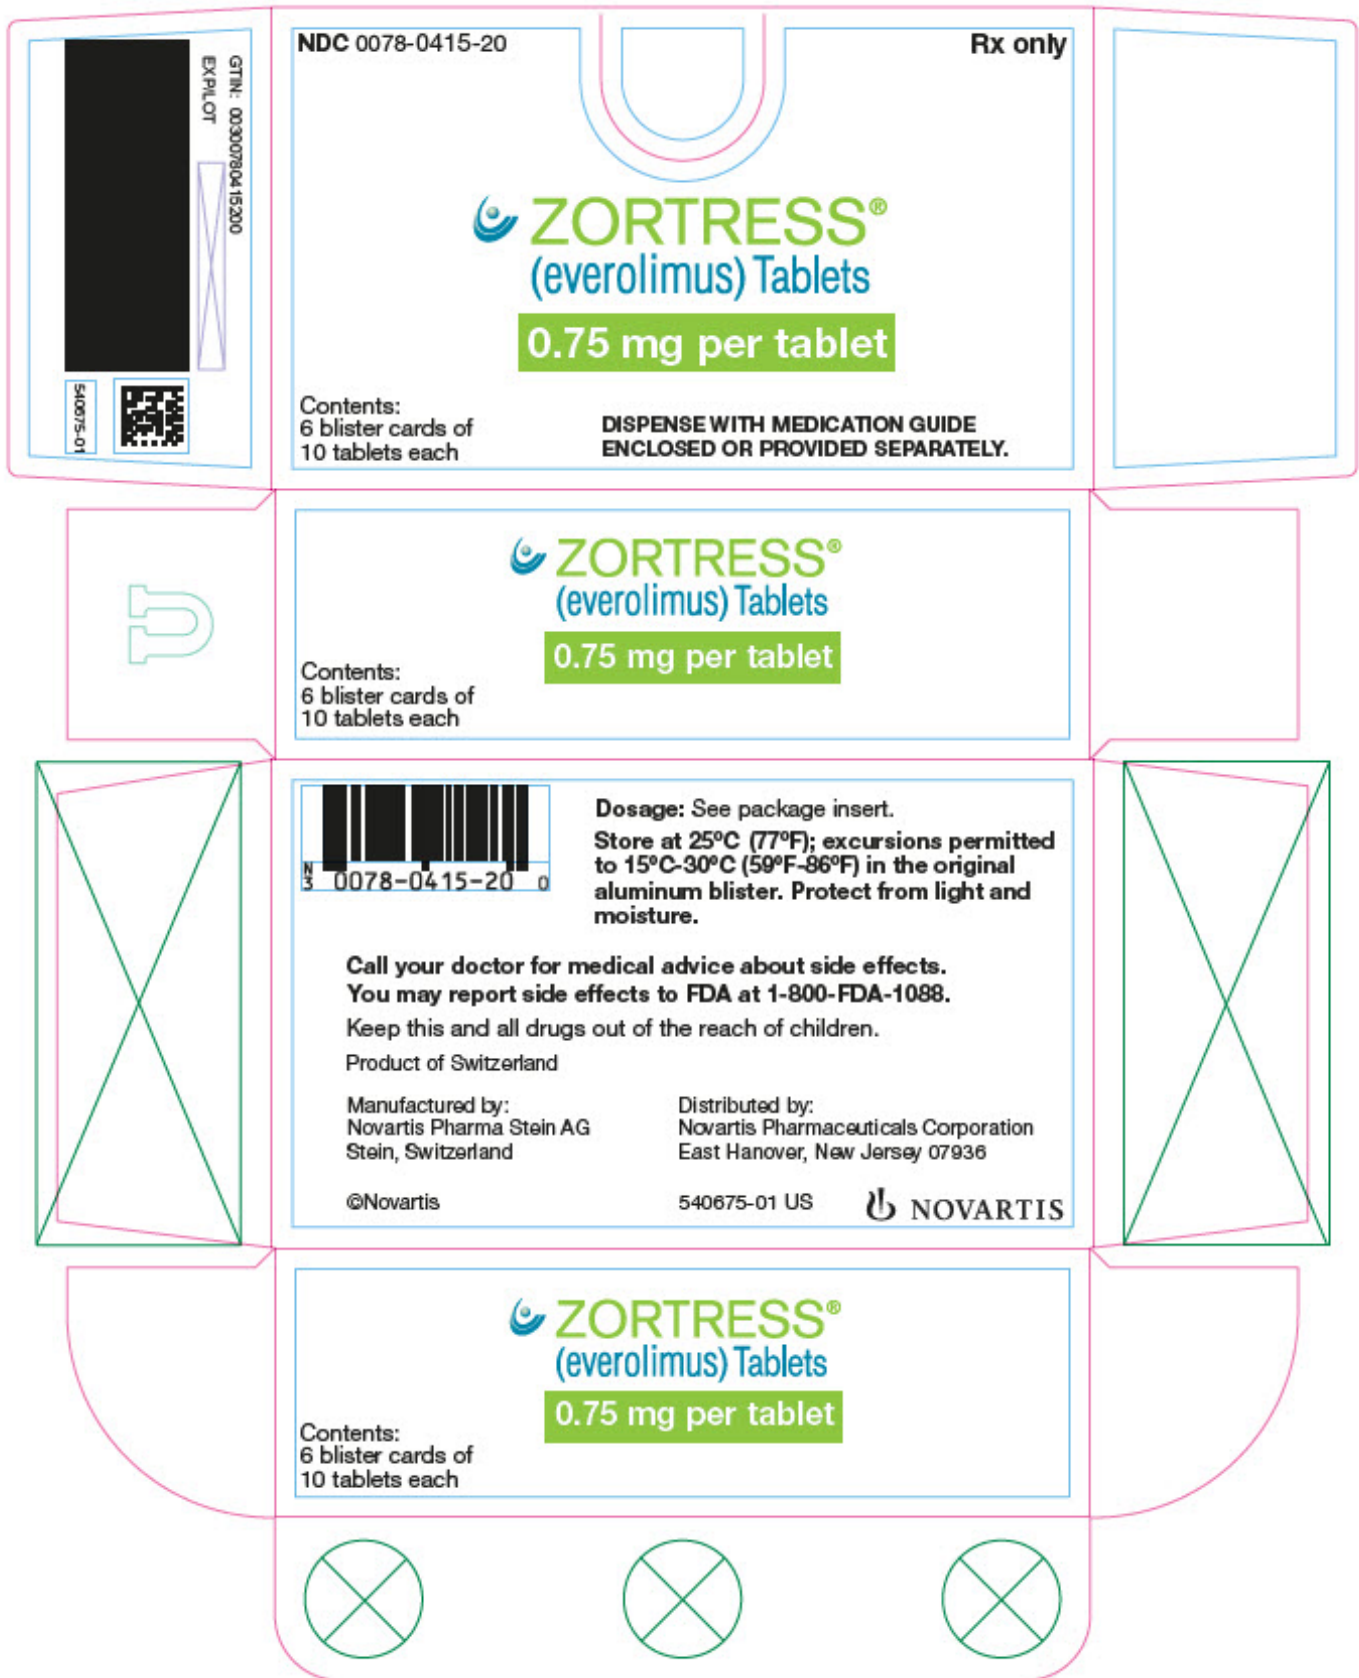 GTIN: 00300780415200
EXP/LOT
540675-01
NDC 0078-0415-20
Rx only
ZORTRESS®
(everolimus) Tablets
0.75 mg per tablet
Contents:
6 blister cards of
10 tablets each
DISPENSE WITH MEDICATION GUIDE
ENCLOSED OR PROVIDED SEPARATELY.
ZORTRESS®
(everolimus) Tablets
0.75 mg per tablet
Contents:
6 blister cards of
10 tablets each
U
N
3 0078-0415-20 0
Dosage: See package insert.
Store at 25°C (77°F); excursions permitted
to 15°C-30°C (59°F-86°F) in the original
aluminum blister. Protect from light and
moisture.
Call your doctor for medical advice about side effects.
You may report side effects to FDA at 1-800-FDA-1088.
Keep this and all drugs out of the reach of children.
Product of Switzerland
Manufactured by:
Novartis Pharma Stein AG
Stein, Switzerland
Distributed by:
Novartis Pharmaceuticals Corporation
East Hanover, New Jersey 07936
©Novartis
540675-01 US
NOVARTIS
ZORTRESS®
(everolimus) Tablets
0.75 mg per tablet
Contents:
6 blister cards of
10 tablets each